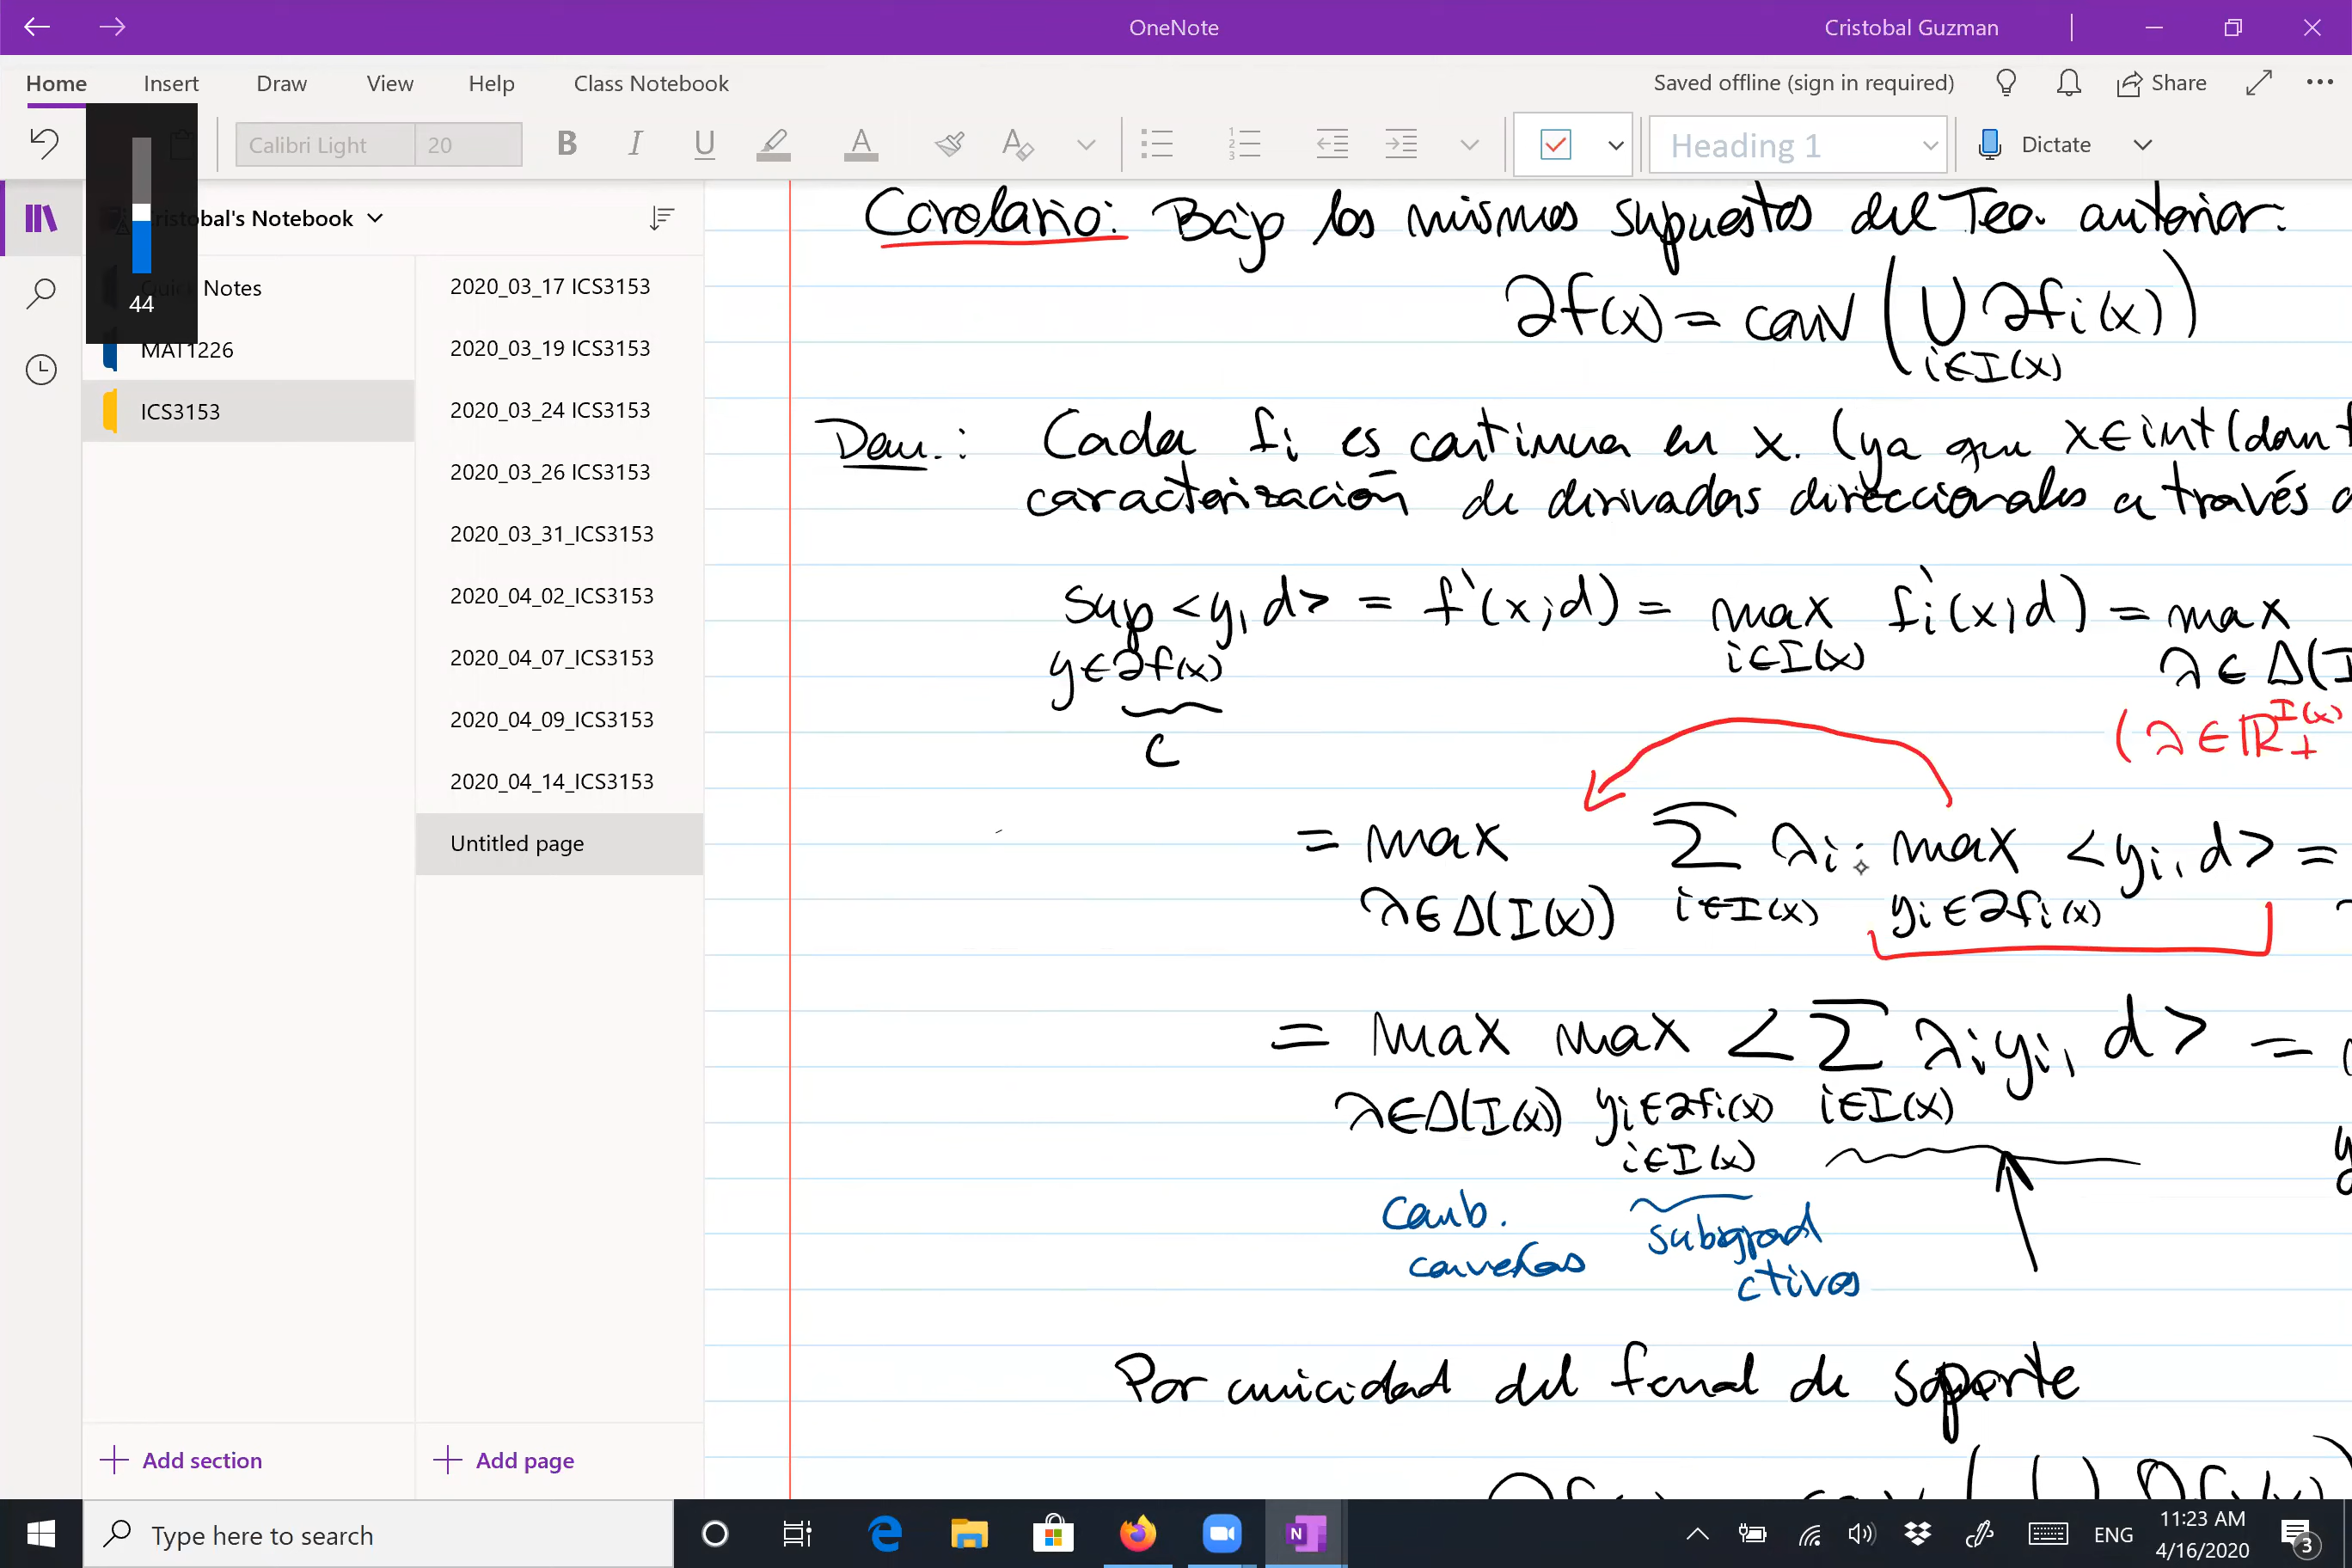 OneNote
Cristobal Guzman
Home Insert Draw View Help Class Notebook
Saved offline (sign in required) Share
Calibri Light 20 B I U A A Heading 1 Dictate
ristobal's Notebook
44
Quick Notes
MAT1226
ICS3153
2020_03_17 ICS3153
2020_03_19 ICS3153
2020_03_24 ICS3153
2020_03_26 ICS3153
2020_03_31_ICS3153
2020_04_02_ICS3153
2020_04_07_ICS3153
2020_04_09_ICS3153
2020_04_14_ICS3153
Untitled page
Add section
Add page
Corolario: Bajo los mismos supuestos del Teo. anterior:
∂f(x) = conv ( ∪ ∂fi(x) )
i∈I(x)
Dem.: Cada fi es continua en x. (ya que x∈int(dom f
caracterización de derivadas direccionales a través d
sup <y, d> = f'(x;d) = max fi'(x;d) = max
y∈∂f(x) i∈I(x) λ∈Δ(I
C
(λ∈ℝ₊^I(x)
= max Σ λi · max <yi, d> =
λ∈Δ(I(x)) i∈I(x) yi∈∂fi(x)
= max max <Σ λi yi, d> =
λ∈Δ(I(x)) yi∈∂fi(x) i∈I(x)
i∈I(x)
Comb.
convexas
subgrad
ctivos
Por unicidad del fnal de soporte
Type here to search
ENG
11:23 AM
4/16/2020
3